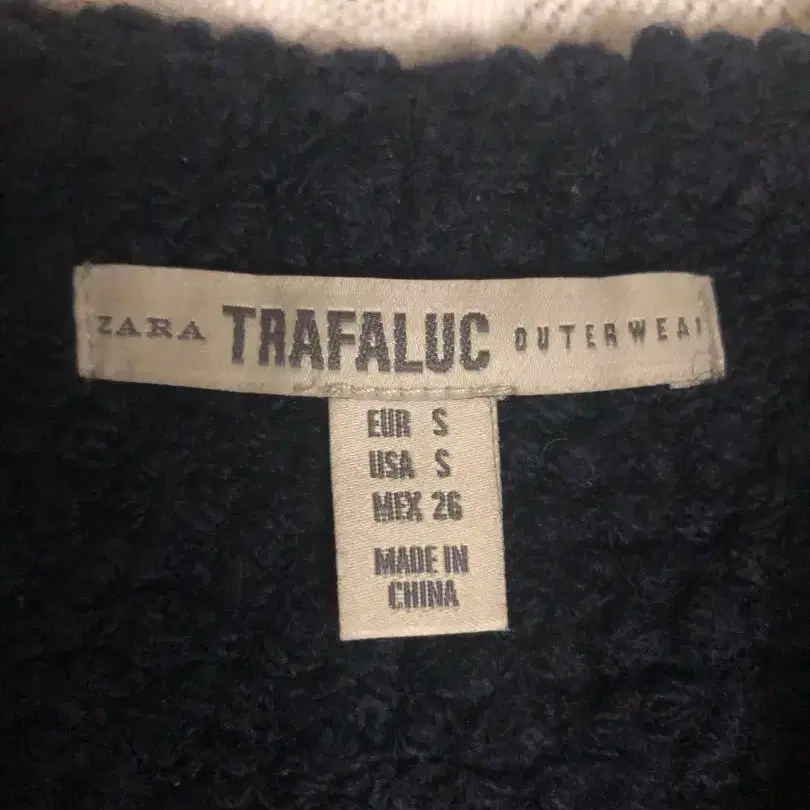 ZARA TRAFALUC OUTERWEAR
EUR S
USA S
MEX 26
MADE IN
CHINA